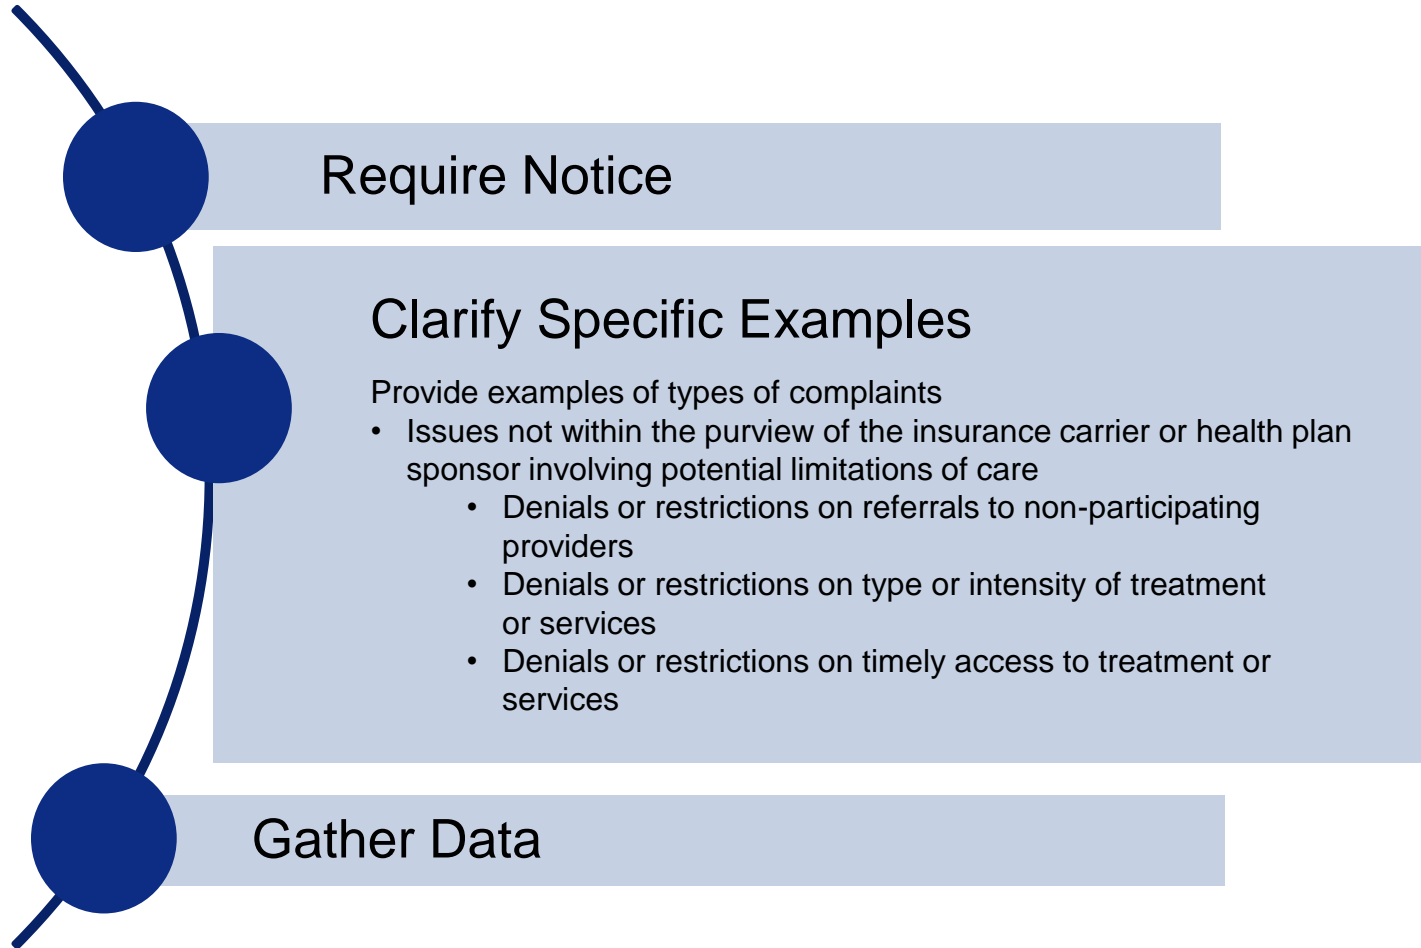 Require Notice
Clarify Specific Examples
Provide examples of types of complaints
• Issues not within the purview of the insurance carrier or health plan
sponsor involving potential limitations of care
• Denials or restrictions on referrals to non-participating
providers
• Denials or restrictions on type or intensity of treatment
or services
• Denials or restrictions on timely access to treatment or
services
Gather Data